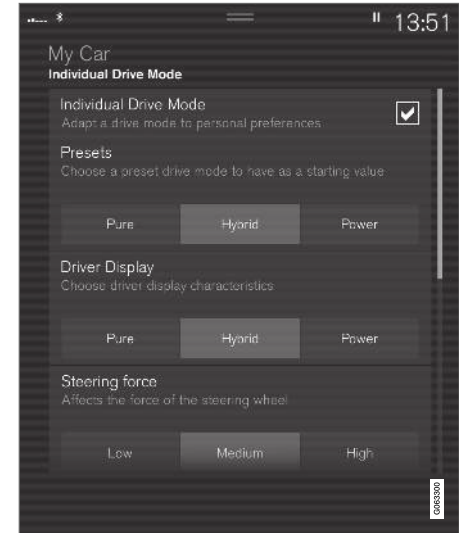 13:51
My Car
Individual Drive Mode
Individual Drive Mode
Adapt a drive mode to personal preferences
Presets
Choose a preset drive mode to have as a starting value
Pure Hybrid Power
Driver Display
Choose driver display characteristics
Pure Hybrid Power
Steering force
Affects the force of the steering wheel
Low Medium High
G063300